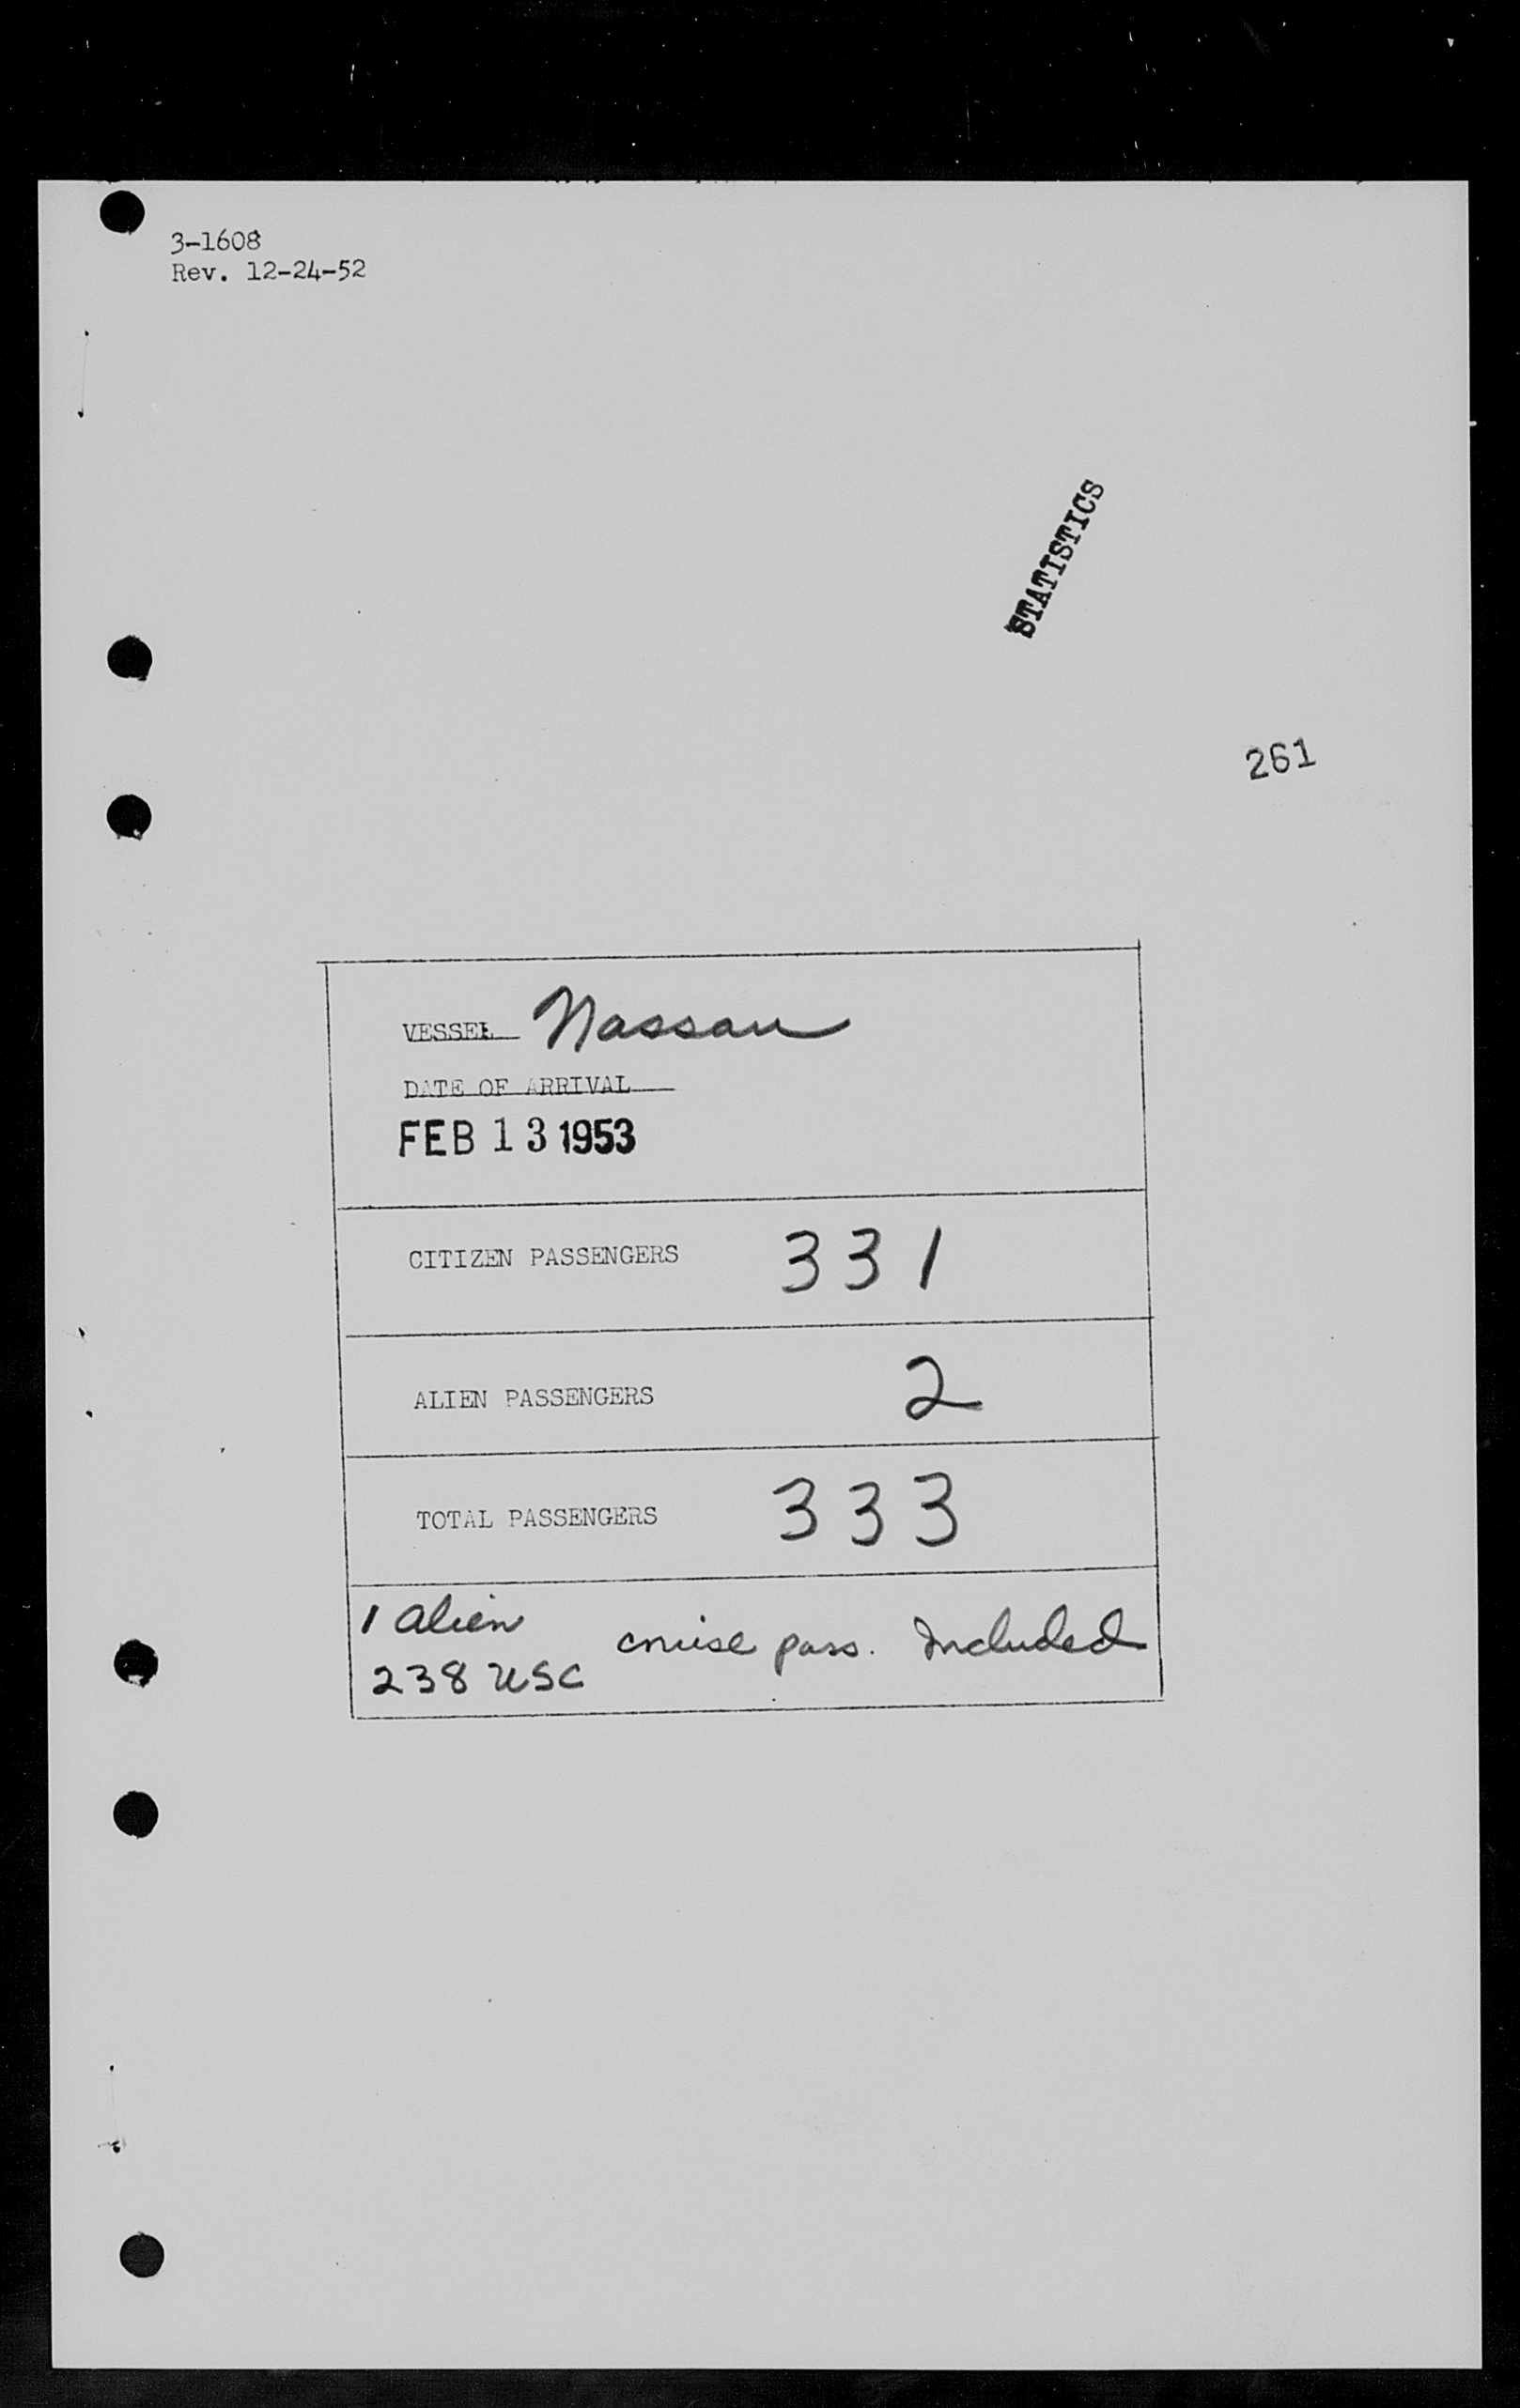 3-1608
Rev. 12-24-52
STATISTICS
261
VESSEL Nassau
DATE OF ARRIVAL
FEB 13 1953
CITIZEN PASSENGERS 331
ALIEN PASSENGERS 2
TOTAL PASSENGERS 333
1 alien
cruise pass. Included
238 USC